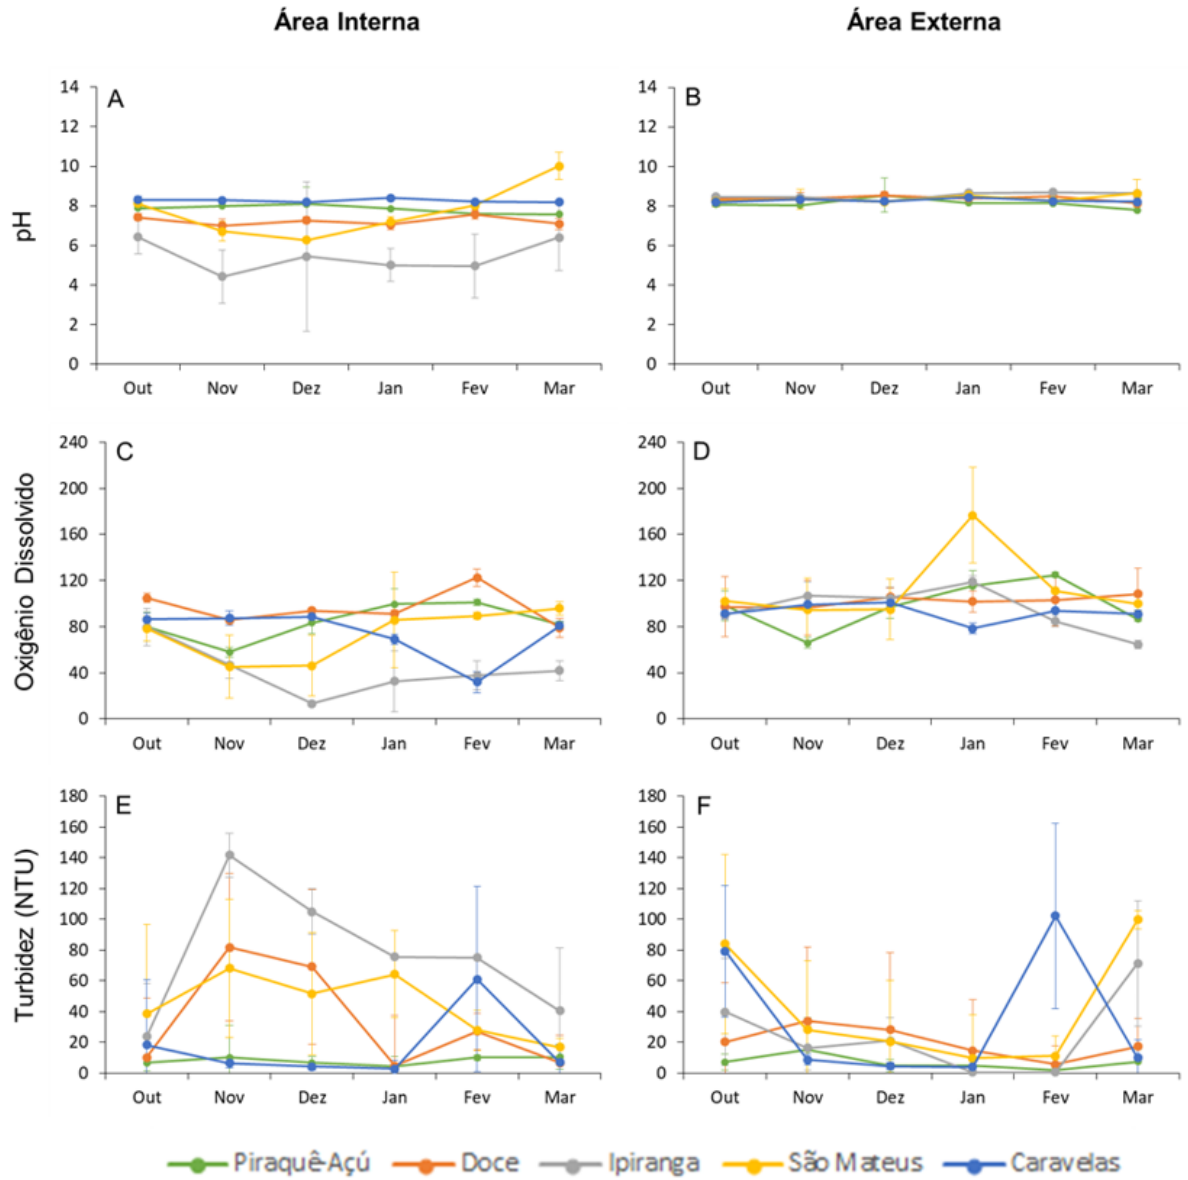 Área Interna
Área Externa
A
B
pH
14
12
10
8
6
4
2
0
Out Nov Dez Jan Fev Mar
14
12
10
8
6
4
2
0
Out Nov Dez Jan Fev Mar
C
D
Oxigênio Dissolvido
240
200
160
120
80
40
0
Out Nov Dez Jan Fev Mar
240
200
160
120
80
40
0
Out Nov Dez Jan Fev Mar
E
F
Turbidez (NTU)
180
160
140
120
100
80
60
40
20
0
Out Nov Dez Jan Fev Mar
180
160
140
120
100
80
60
40
20
0
Out Nov Dez Jan Fev Mar
Piraquê-Açú Doce Ipiranga São Mateus Caravelas